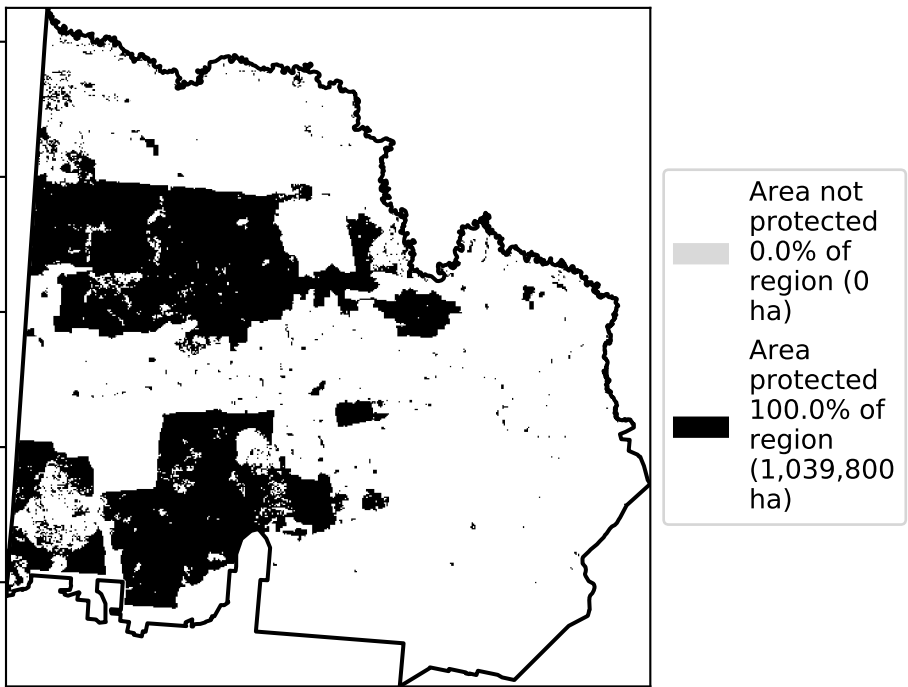 Area not
protected
0.0% of
region (0
ha)
Area
protected
100.0% of
region
(1,039,800
ha)